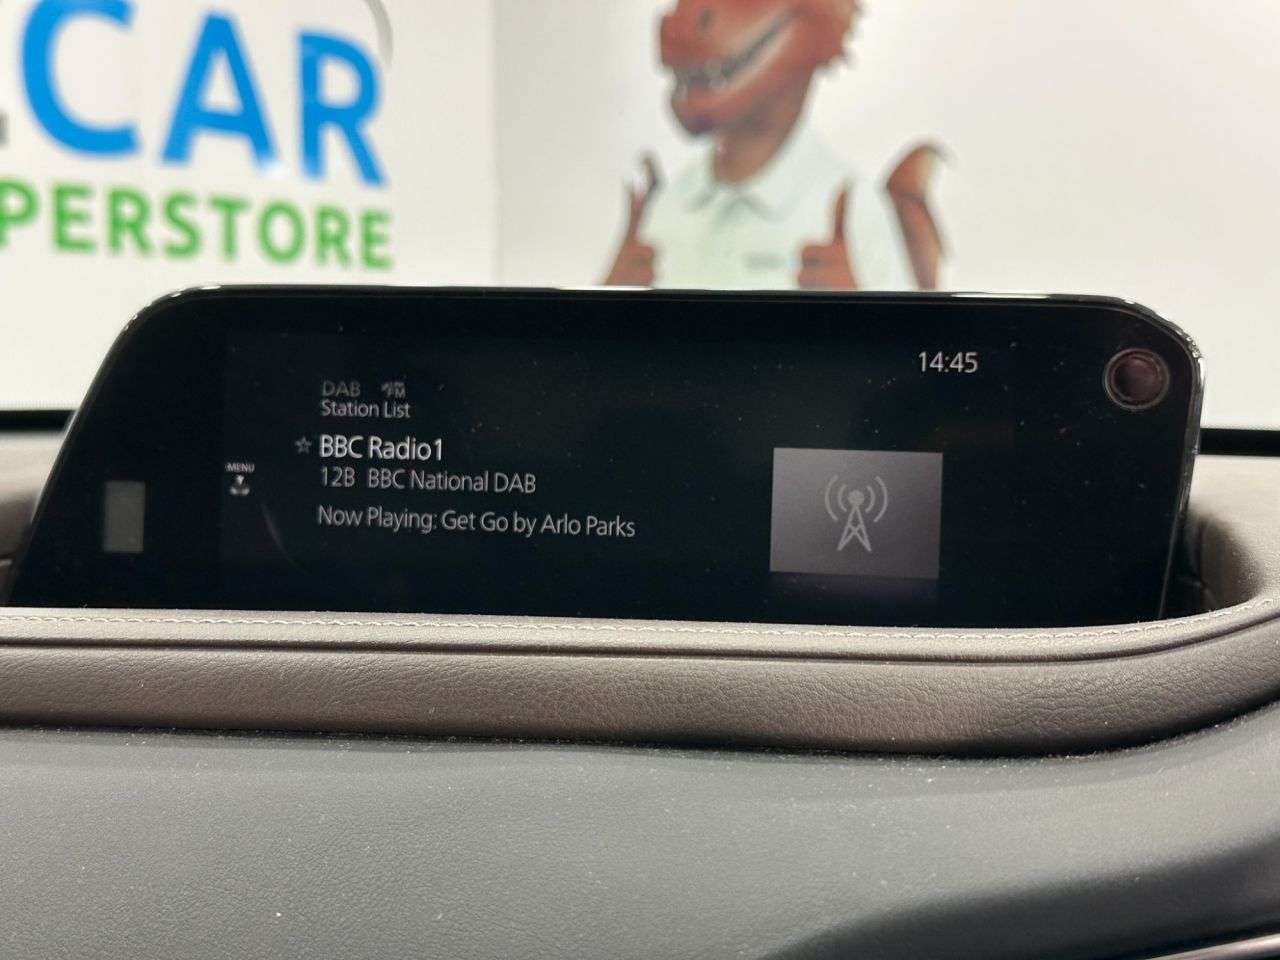 CAR
PERSTORE
14:45
DAB
Station List
☆ BBC Radio1
12B BBC National DAB
MENU
Now Playing: Get Go by Arlo Parks